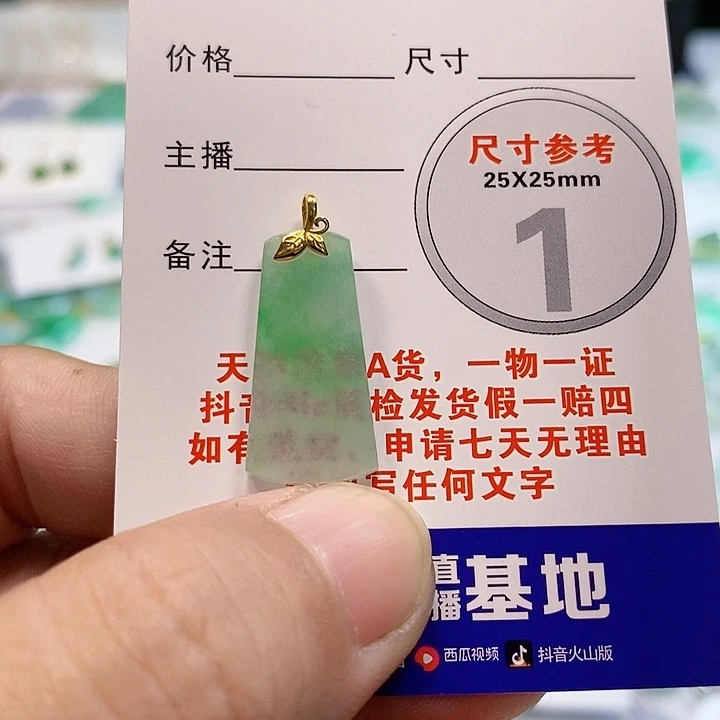 价格 尺寸
主播
备注
尺寸参考
25X25mm
1
天 A货，一物一证
抖音 检发货假一赔四
如有 ，申请七天无理由
写任何文字
直播基地
西瓜视频 抖音火山版